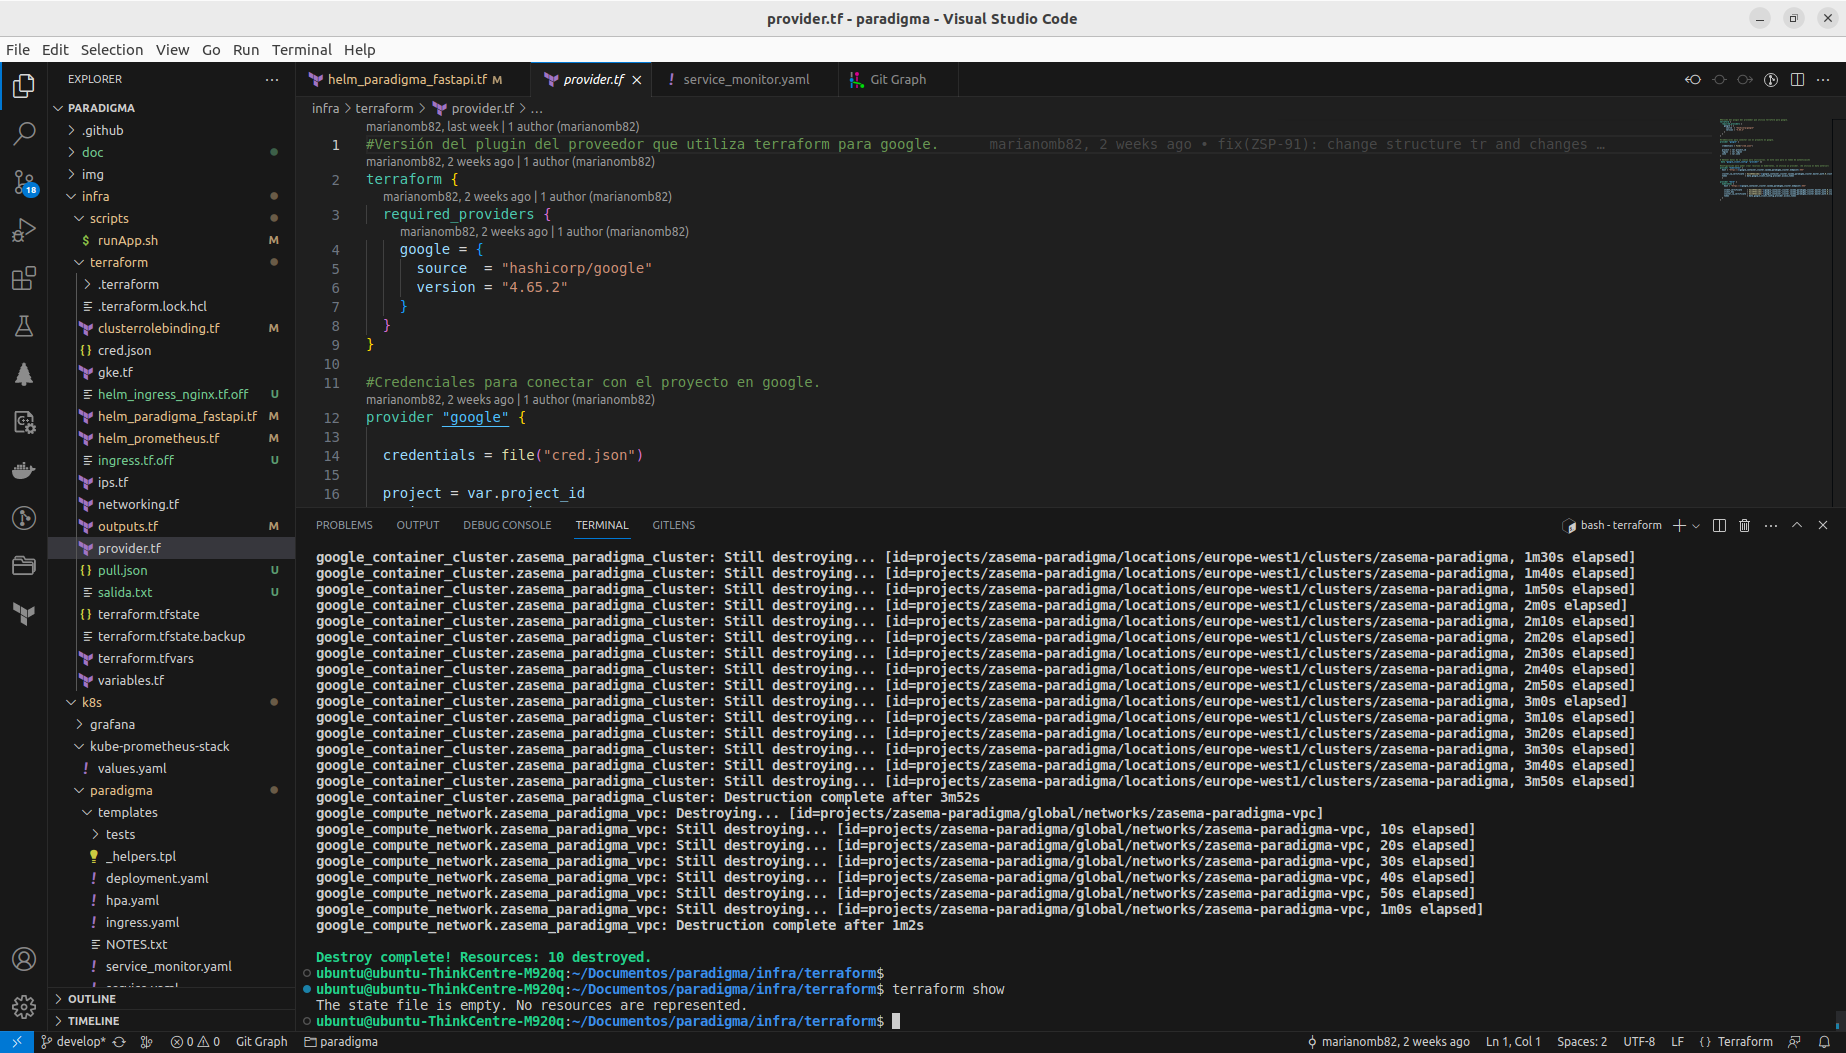 provider.tf - paradigma - Visual Studio Code
File Edit Selection View Go Run Terminal Help
EXPLORER
PARADIGMA
.github
doc
img
infra
scripts
$ runApp.sh M
terraform
.terraform
.terraform.lock.hcl
clusterrolebinding.tf M
{} cred.json
gke.tf
helm_ingress_nginx.tf.off U
helm_paradigma_fastapi.tf M
helm_prometheus.tf M
ingress.tf.off U
ips.tf
networking.tf
outputs.tf M
provider.tf
{} pull.json U
salida.txt U
{} terraform.tfstate
terraform.tfstate.backup
terraform.tfvars
variables.tf
k8s
grafana
kube-prometheus-stack
! values.yaml
paradigma
templates
tests
_helpers.tpl
! deployment.yaml
! hpa.yaml
! ingress.yaml
NOTES.txt
! service_monitor.yaml
OUTLINE
TIMELINE
18
helm_paradigma_fastapi.tf M provider.tf ! service_monitor.yaml Git Graph
infra > terraform > provider.tf > ...
marianomb82, last week | 1 author (marianomb82)
1 #Versión del plugin del proveedor que utiliza terraform para google. marianomb82, 2 weeks ago • fix(ZSP-91): change structure tr and changes …
marianomb82, 2 weeks ago | 1 author (marianomb82)
2 terraform {
marianomb82, 2 weeks ago | 1 author (marianomb82)
3 required_providers {
marianomb82, 2 weeks ago | 1 author (marianomb82)
4 google = {
5 source = "hashicorp/google"
6 version = "4.65.2"
7 }
8 }
9 }
10
11 #Credenciales para conectar con el proyecto en google.
marianomb82, 2 weeks ago | 1 author (marianomb82)
12 provider "google" {
13
14 credentials = file("cred.json")
15
16 project = var.project_id
PROBLEMS OUTPUT DEBUG CONSOLE TERMINAL GITLENS bash - terraform
google_container_cluster.zasema_paradigma_cluster: Still destroying... [id=projects/zasema-paradigma/locations/europe-west1/clusters/zasema-paradigma, 1m30s elapsed]
google_container_cluster.zasema_paradigma_cluster: Still destroying... [id=projects/zasema-paradigma/locations/europe-west1/clusters/zasema-paradigma, 1m40s elapsed]
google_container_cluster.zasema_paradigma_cluster: Still destroying... [id=projects/zasema-paradigma/locations/europe-west1/clusters/zasema-paradigma, 1m50s elapsed]
google_container_cluster.zasema_paradigma_cluster: Still destroying... [id=projects/zasema-paradigma/locations/europe-west1/clusters/zasema-paradigma, 2m0s elapsed]
google_container_cluster.zasema_paradigma_cluster: Still destroying... [id=projects/zasema-paradigma/locations/europe-west1/clusters/zasema-paradigma, 2m10s elapsed]
google_container_cluster.zasema_paradigma_cluster: Still destroying... [id=projects/zasema-paradigma/locations/europe-west1/clusters/zasema-paradigma, 2m20s elapsed]
google_container_cluster.zasema_paradigma_cluster: Still destroying... [id=projects/zasema-paradigma/locations/europe-west1/clusters/zasema-paradigma, 2m30s elapsed]
google_container_cluster.zasema_paradigma_cluster: Still destroying... [id=projects/zasema-paradigma/locations/europe-west1/clusters/zasema-paradigma, 2m40s elapsed]
google_container_cluster.zasema_paradigma_cluster: Still destroying... [id=projects/zasema-paradigma/locations/europe-west1/clusters/zasema-paradigma, 2m50s elapsed]
google_container_cluster.zasema_paradigma_cluster: Still destroying... [id=projects/zasema-paradigma/locations/europe-west1/clusters/zasema-paradigma, 3m0s elapsed]
google_container_cluster.zasema_paradigma_cluster: Still destroying... [id=projects/zasema-paradigma/locations/europe-west1/clusters/zasema-paradigma, 3m10s elapsed]
google_container_cluster.zasema_paradigma_cluster: Still destroying... [id=projects/zasema-paradigma/locations/europe-west1/clusters/zasema-paradigma, 3m20s elapsed]
google_container_cluster.zasema_paradigma_cluster: Still destroying... [id=projects/zasema-paradigma/locations/europe-west1/clusters/zasema-paradigma, 3m30s elapsed]
google_container_cluster.zasema_paradigma_cluster: Still destroying... [id=projects/zasema-paradigma/locations/europe-west1/clusters/zasema-paradigma, 3m40s elapsed]
google_container_cluster.zasema_paradigma_cluster: Still destroying... [id=projects/zasema-paradigma/locations/europe-west1/clusters/zasema-paradigma, 3m50s elapsed]
google_container_cluster.zasema_paradigma_cluster: Destruction complete after 3m52s
google_compute_network.zasema_paradigma_vpc: Destroying... [id=projects/zasema-paradigma/global/networks/zasema-paradigma-vpc]
google_compute_network.zasema_paradigma_vpc: Still destroying... [id=projects/zasema-paradigma/global/networks/zasema-paradigma-vpc, 10s elapsed]
google_compute_network.zasema_paradigma_vpc: Still destroying... [id=projects/zasema-paradigma/global/networks/zasema-paradigma-vpc, 20s elapsed]
google_compute_network.zasema_paradigma_vpc: Still destroying... [id=projects/zasema-paradigma/global/networks/zasema-paradigma-vpc, 30s elapsed]
google_compute_network.zasema_paradigma_vpc: Still destroying... [id=projects/zasema-paradigma/global/networks/zasema-paradigma-vpc, 40s elapsed]
google_compute_network.zasema_paradigma_vpc: Still destroying... [id=projects/zasema-paradigma/global/networks/zasema-paradigma-vpc, 50s elapsed]
google_compute_network.zasema_paradigma_vpc: Still destroying... [id=projects/zasema-paradigma/global/networks/zasema-paradigma-vpc, 1m0s elapsed]
google_compute_network.zasema_paradigma_vpc: Destruction complete after 1m2s
Destroy complete! Resources: 10 destroyed.
ubuntu@ubuntu-ThinkCentre-M920q:~/Documentos/paradigma/infra/terraform$
ubuntu@ubuntu-ThinkCentre-M920q:~/Documentos/paradigma/infra/terraform$ terraform show
The state file is empty. No resources are represented.
ubuntu@ubuntu-ThinkCentre-M920q:~/Documentos/paradigma/infra/terraform$
develop* 0 0 Git Graph paradigma marianomb82, 2 weeks ago Ln 1, Col 1 Spaces: 2 UTF-8 LF {} Terraform